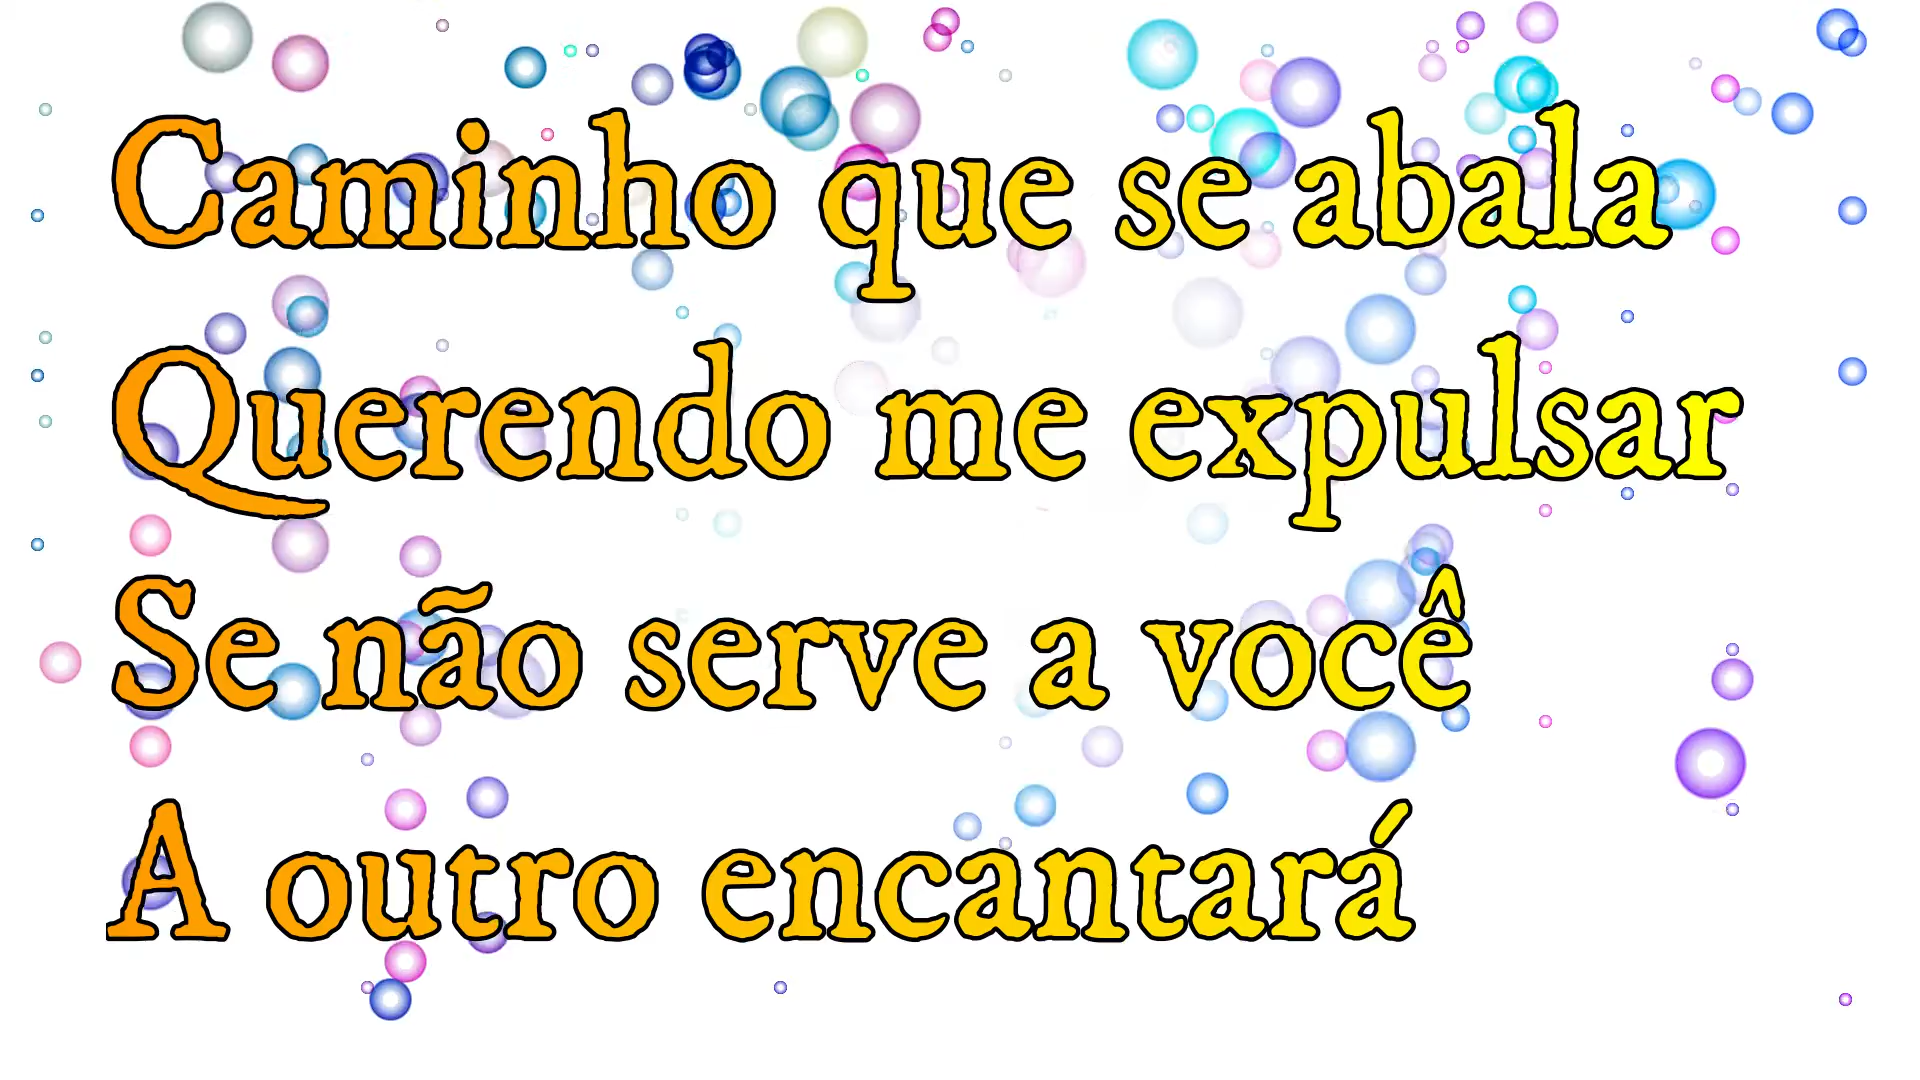 Caminho que se abala
Querendo me expulsar
Se não serve a você
A outro encantará